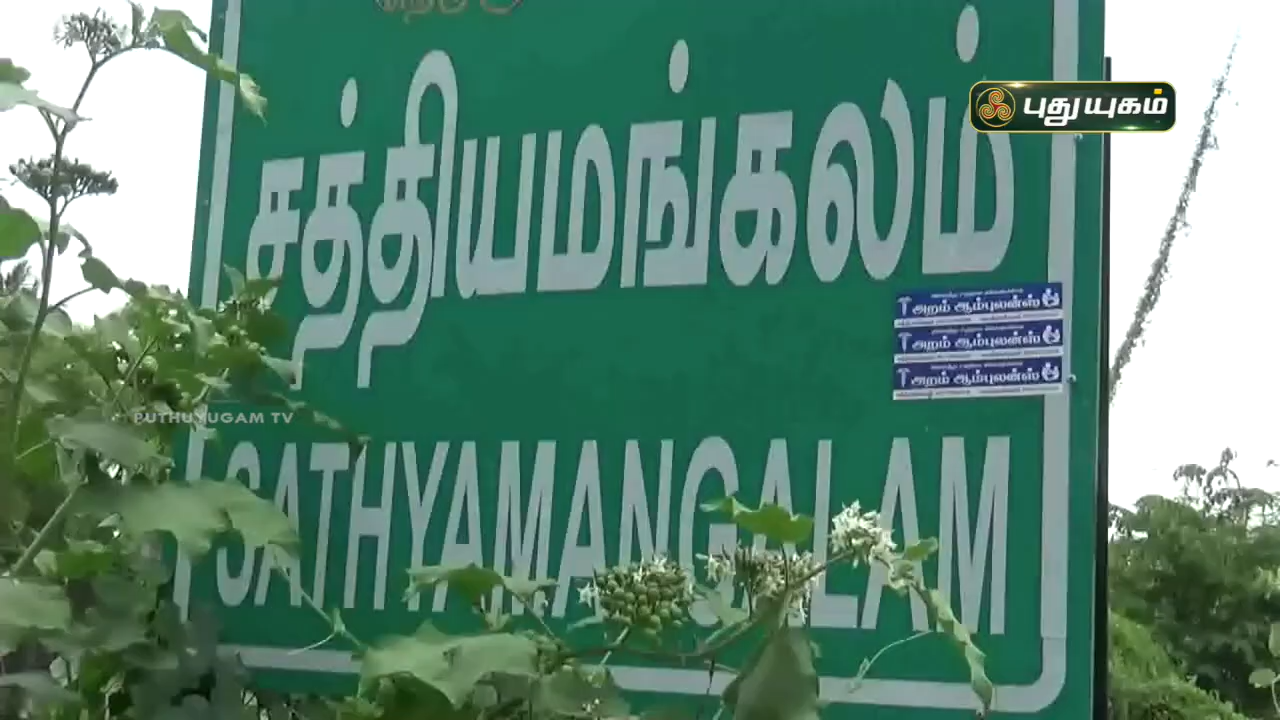 சத்தியமங்கலம்
புதுயுகம்
அறம் ஆம்புலன்ஸ்
அறம் ஆம்புலன்ஸ்
அறம் ஆம்புலன்ஸ்
PUTHUYUGAM TV
SATHYAMANGALAM